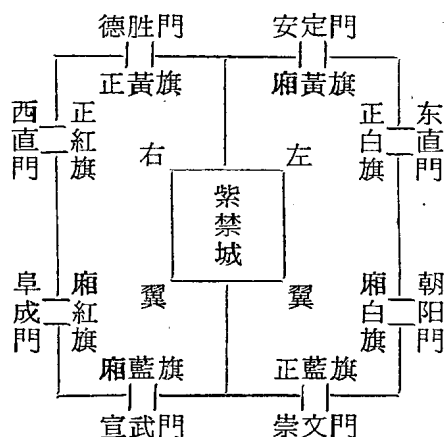 德胜門 安定門
正黃旗 廂黃旗
西直門 正紅旗 正白旗 东直門
右 左
紫禁城
翼 翼
阜成門 廂紅旗 廂白旗 朝阳門
廂藍旗 正藍旗
宣武門 崇文門